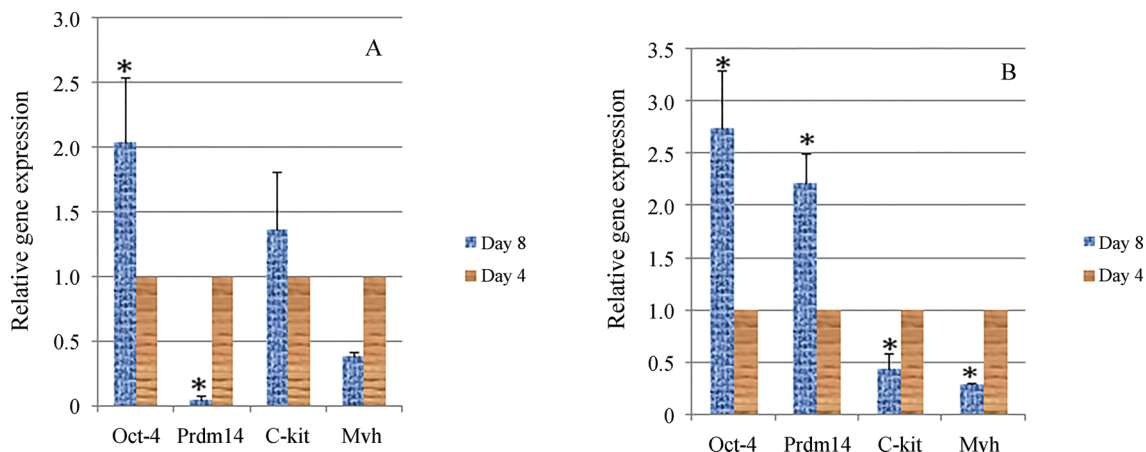 A
Relative gene expression
3.0
2.5
2.0
1.5
1.0
0.5
0
*
*
Oct-4 Prdm14 C-kit Mvh
Day 8
Day 4
B
Relative gene expression
3.5
3.0
2.5
2.0
1.5
1.0
0.5
0
*
*
*
*
Oct-4 Prdm14 C-kit Mvh
Day 8
Day 4